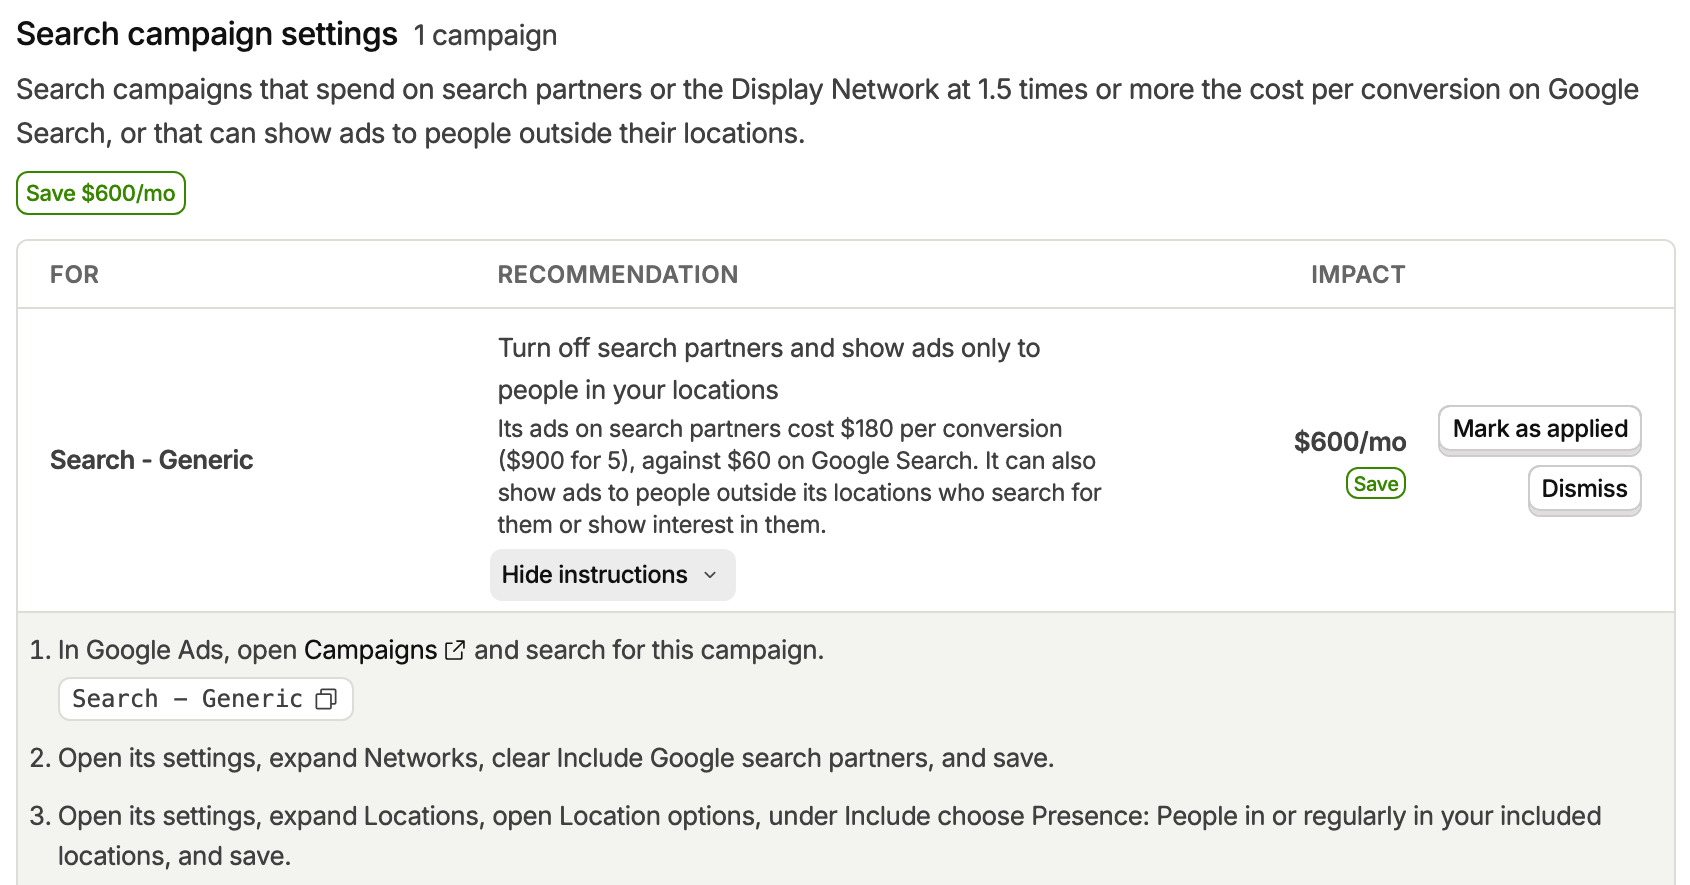 Search campaign settings 1 campaign
Search campaigns that spend on search partners or the Display Network at 1.5 times or more the cost per conversion on Google
Search, or that can show ads to people outside their locations.
Save $600/mo
FOR RECOMMENDATION IMPACT
Turn off search partners and show ads only to
people in your locations
Its ads on search partners cost $180 per conversion
($900 for 5), against $60 on Google Search. It can also
show ads to people outside its locations who search for
them or show interest in them.
Search - Generic
$600/mo
Save
Mark as applied
Dismiss
Hide instructions
1. In Google Ads, open Campaigns and search for this campaign.
Search - Generic
2. Open its settings, expand Networks, clear Include Google search partners, and save.
3. Open its settings, expand Locations, open Location options, under Include choose Presence: People in or regularly in your included
locations, and save.